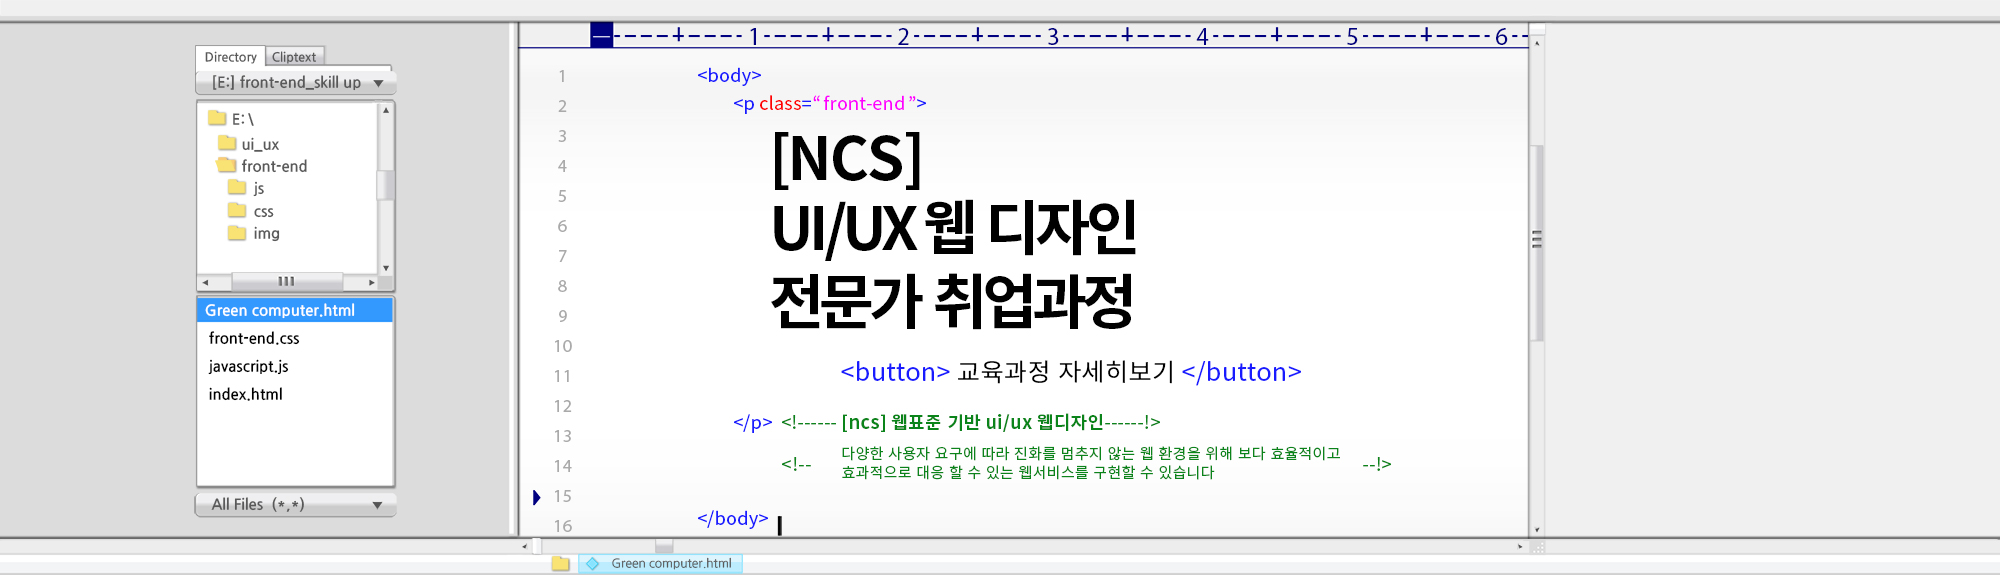 Directory Cliptext
[E:] front-end_skill up
E:\
ui_ux
front-end
js
css
img
Green computer.html
front-end.css
javascript.js
index.html
All Files (*.*)
----+----1----+----2----+----3----+----4----+----5----+----6--
1 <body>
2 <p class=“front-end”>
3 [NCS]
4
5
6 UI/UX 웹 디자인
7
8
9 전문가 취업과정
10
11 <button> 교육과정 자세히보기 </button>
12
13 </p> <!------ [ncs] 웹표준 기반 ui/ux 웹디자인------!>
14 <!-- 다양한 사용자 요구에 따라 진화를 멈추지 않는 웹 환경을 위해 보다 효율적이고
효과적으로 대응 할 수 있는 웹서비스를 구현할 수 있습니다 --!>
15
16 </body>
Green computer.html